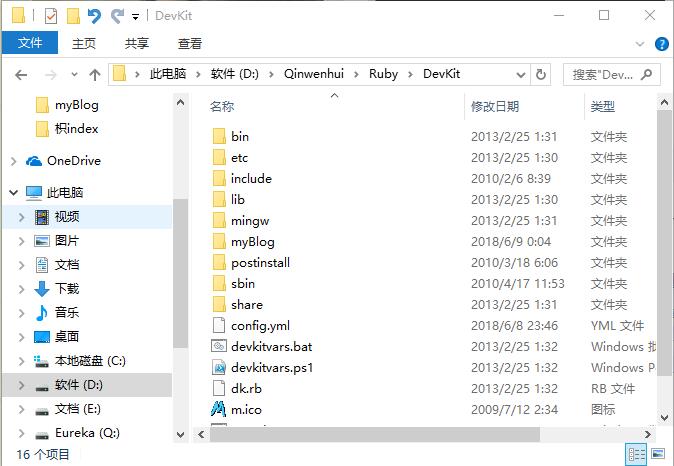 DevKit
文件 主页 共享 查看
此电脑 软件 (D:) Qinwenhui Ruby DevKit 搜索"Dev...
名称 修改日期 类型
myBlog
枳index
OneDrive
此电脑
视频
图片
文档
下载
音乐
桌面
本地磁盘 (C:)
软件 (D:)
文档 (E:)
Eureka (Q:)
bin 2013/2/25 1:31 文件夹
etc 2013/2/25 1:30 文件夹
include 2010/2/6 8:39 文件夹
lib 2013/2/25 1:30 文件夹
mingw 2013/2/25 1:31 文件夹
myBlog 2018/6/9 0:04 文件夹
postinstall 2010/3/18 6:06 文件夹
sbin 2010/4/17 11:53 文件夹
share 2013/2/25 1:31 文件夹
config.yml 2018/6/8 23:46 YML 文件
devkitvars.bat 2013/2/25 1:32 Windows 批
devkitvars.ps1 2013/2/25 1:32 Windows P
dk.rb 2013/2/25 1:32 RB 文件
m.ico 2009/7/12 2:34 图标
16 个项目